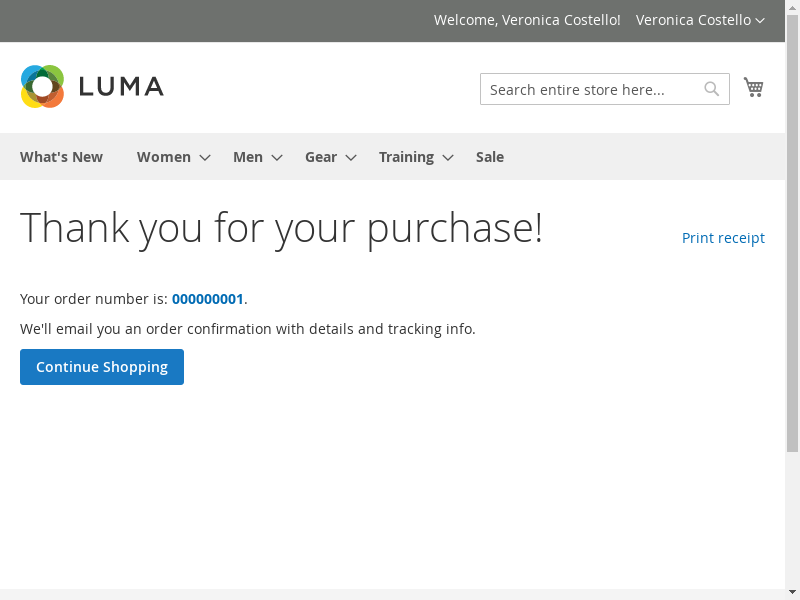 Welcome, Veronica Costello! Veronica Costello
LUMA
Search entire store here...
What's New Women Men Gear Training Sale
Thank you for your purchase!
Print receipt
Your order number is: 000000001.
We'll email you an order confirmation with details and tracking info.
Continue Shopping